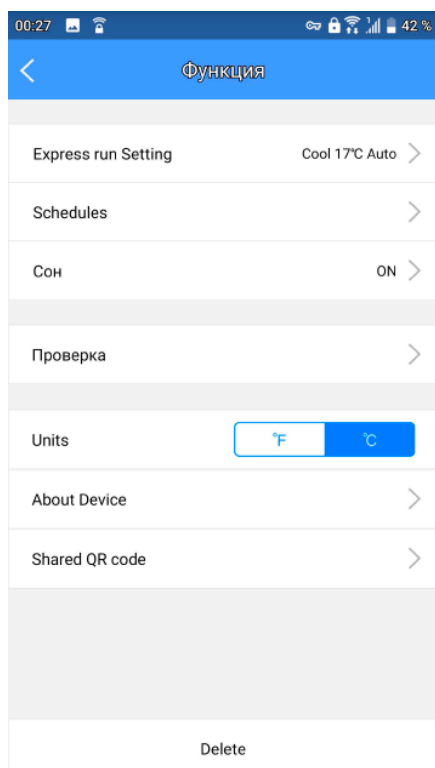 00:27 42 %
Функция
Express run Setting Cool 17℃ Auto
Schedules
Сон ON
Проверка
Units ℉ ℃
About Device
Shared QR code
Delete